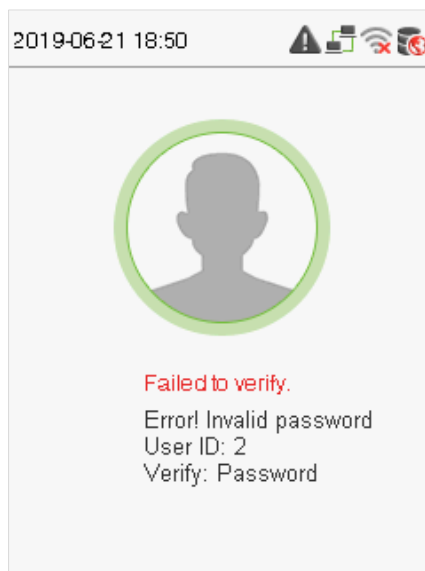 2019-06-21 18:50
Failed to verify.
Error! Invalid password
User ID: 2
Verify: Password